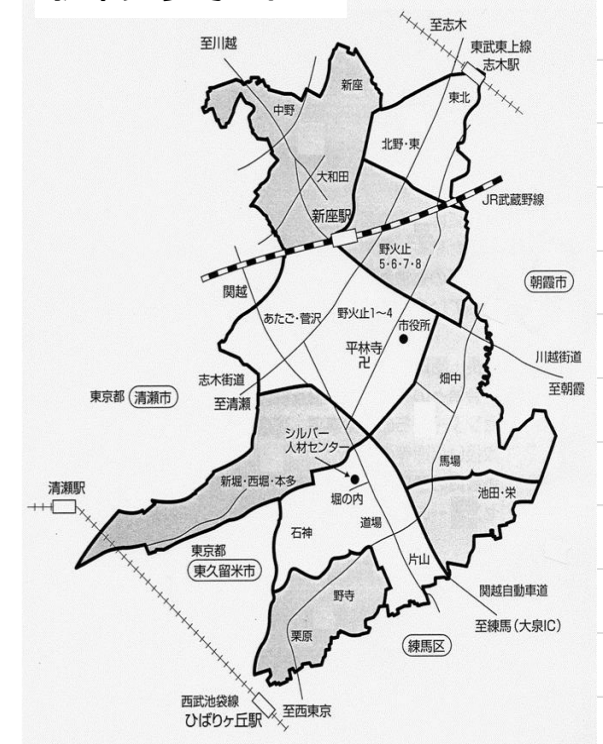 至志木
東武東上線
志木駅
至川越
新座
中野
東北
北野・東
大和田
JR武蔵野線
新座駅
野火止
5・6・7・8
朝霞市
関越
あたご・菅沢
野火止1〜4
市役所
平林寺
卍
川越街道
畑中
志木街道
至朝霞
東京都
清瀬市
至清瀬
シルバー
人材センター
馬場
新堀・西堀・本多
清瀬駅
堀の内
池田・栄
道場
石神
東京都
東久留米市
片山
関越自動車道
野寺
至練馬(大泉IC)
栗原
練馬区
西武池袋線
ひばりヶ丘駅
至西東京